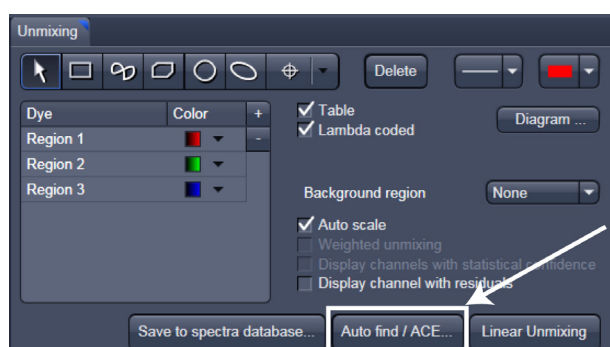 Unmixing
Delete
Dye Color +
Region 1 -
Region 2
Region 3
Table
Lambda coded
Diagram ...
Background region None
Auto scale
Weighted unmixing
Display channels with statistical confidence
Display channel with residuals
Save to spectra database... Auto find / ACE... Linear Unmixing